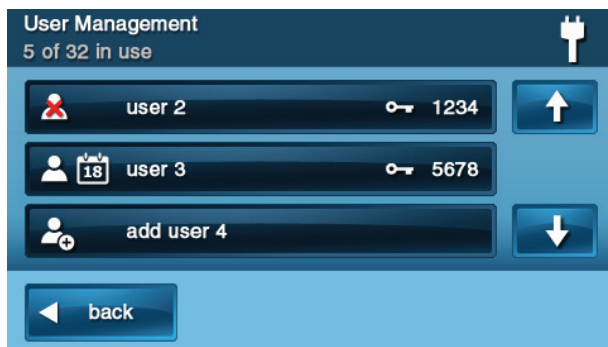 User Management
5 of 32 in use
user 2 1234
18 user 3 5678
add user 4
back